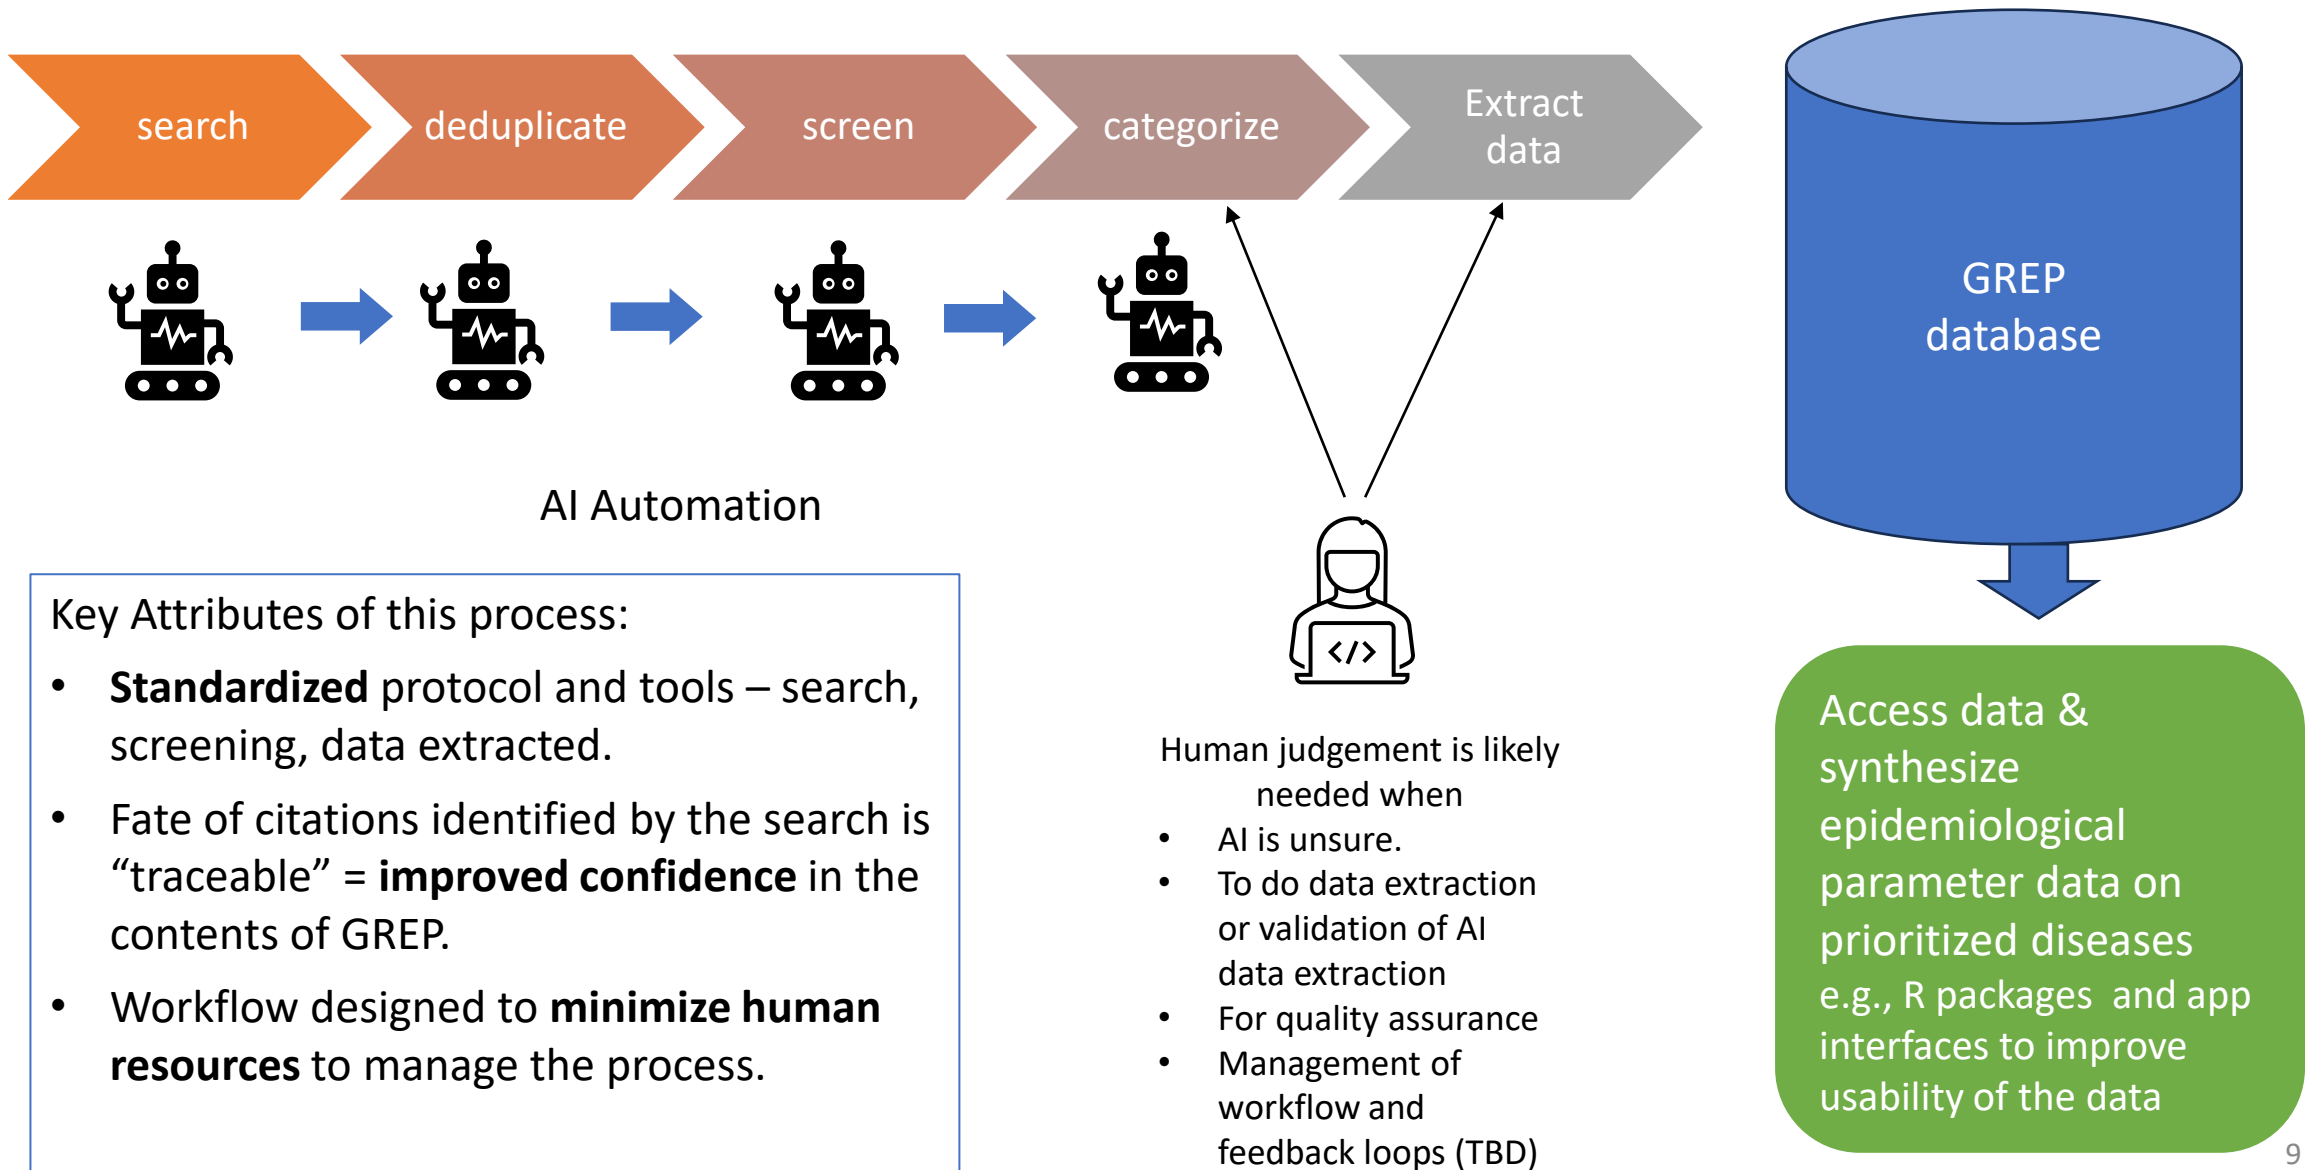 search
deduplicate
screen
categorize
Extract
data
GREP
database
AI Automation
Key Attributes of this process:
• Standardized protocol and tools – search,
screening, data extracted.
• Fate of citations identified by the search is
“traceable” = improved confidence in the
contents of GREP.
• Workflow designed to minimize human
resources to manage the process.
</>
Human judgement is likely
needed when
• AI is unsure.
• To do data extraction
or validation of AI
data extraction
• For quality assurance
• Management of
workflow and
feedback loops (TBD)
Access data &
synthesize
epidemiological
parameter data on
prioritized diseases
e.g., R packages and app
interfaces to improve
usability of the data
9